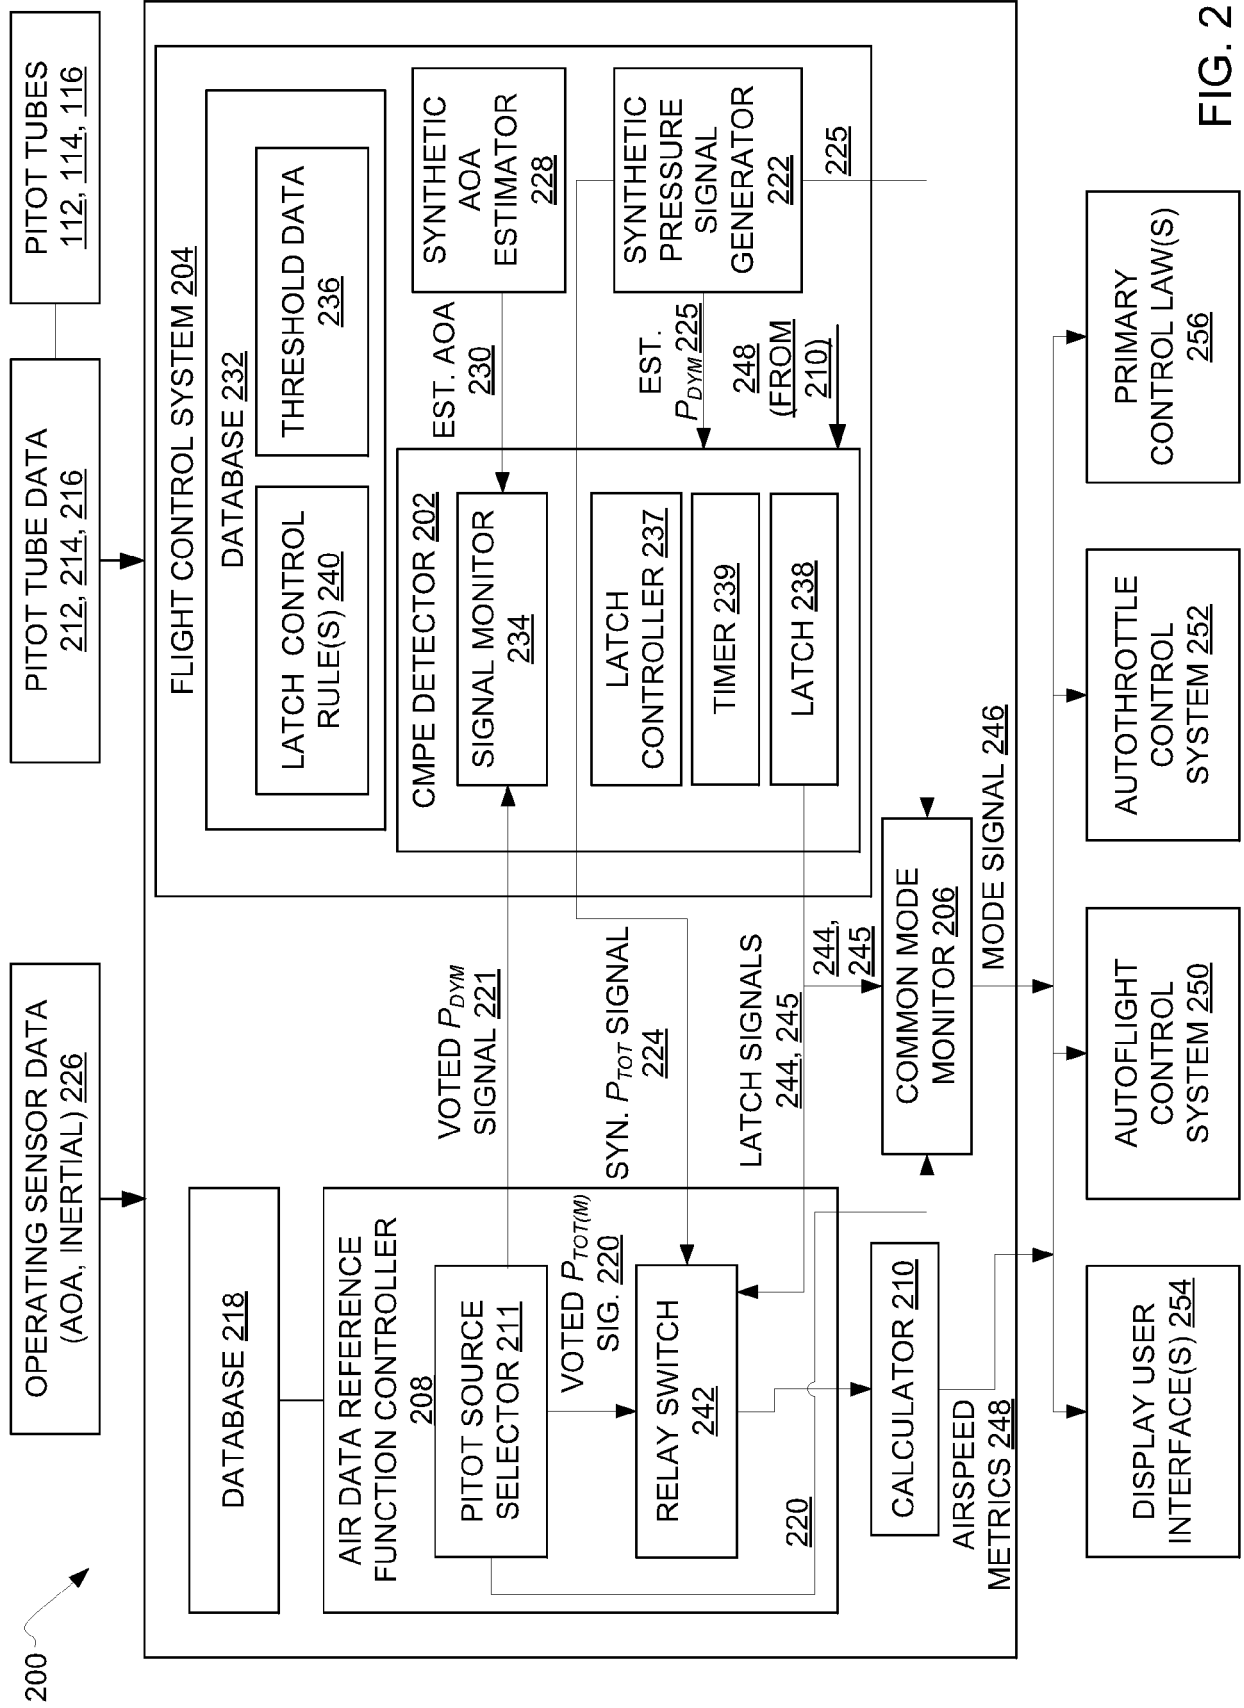 200
OPERATING SENSOR DATA
(AOA, INERTIAL) 226
PITOT TUBE DATA
212, 214, 216
PITOT TUBES
112, 114, 116
FLIGHT CONTROL SYSTEM 204
DATABASE 232
LATCH CONTROL
RULE(S) 240
THRESHOLD DATA
236
DATABASE 218
AIR DATA REFERENCE
FUNCTION CONTROLLER
208
PITOT SOURCE
SELECTOR 211
VOTED PDYM
SIGNAL 221
CMPE DETECTOR 202
SIGNAL MONITOR
234
EST. AOA
230
SYNTHETIC
AOA
ESTIMATOR
228
VOTED PTOT(M)
SIG. 220
SYN. PTOT SIGNAL
224
LATCH
CONTROLLER 237
TIMER 239
LATCH 238
EST.
PDYM 225
248
(FROM
210)
SYNTHETIC
PRESSURE
SIGNAL
GENERATOR
222
225
RELAY SWITCH
242
LATCH SIGNALS
244, 245
244,
245
220
CALCULATOR 210
COMMON MODE
MONITOR 206
AIRSPEED
METRICS 248
MODE SIGNAL 246
DISPLAY USER
INTERFACE(S) 254
AUTOFLIGHT
CONTROL
SYSTEM 250
AUTOTHROTTLE
CONTROL
SYSTEM 252
PRIMARY
CONTROL LAW(S)
256
FIG. 2